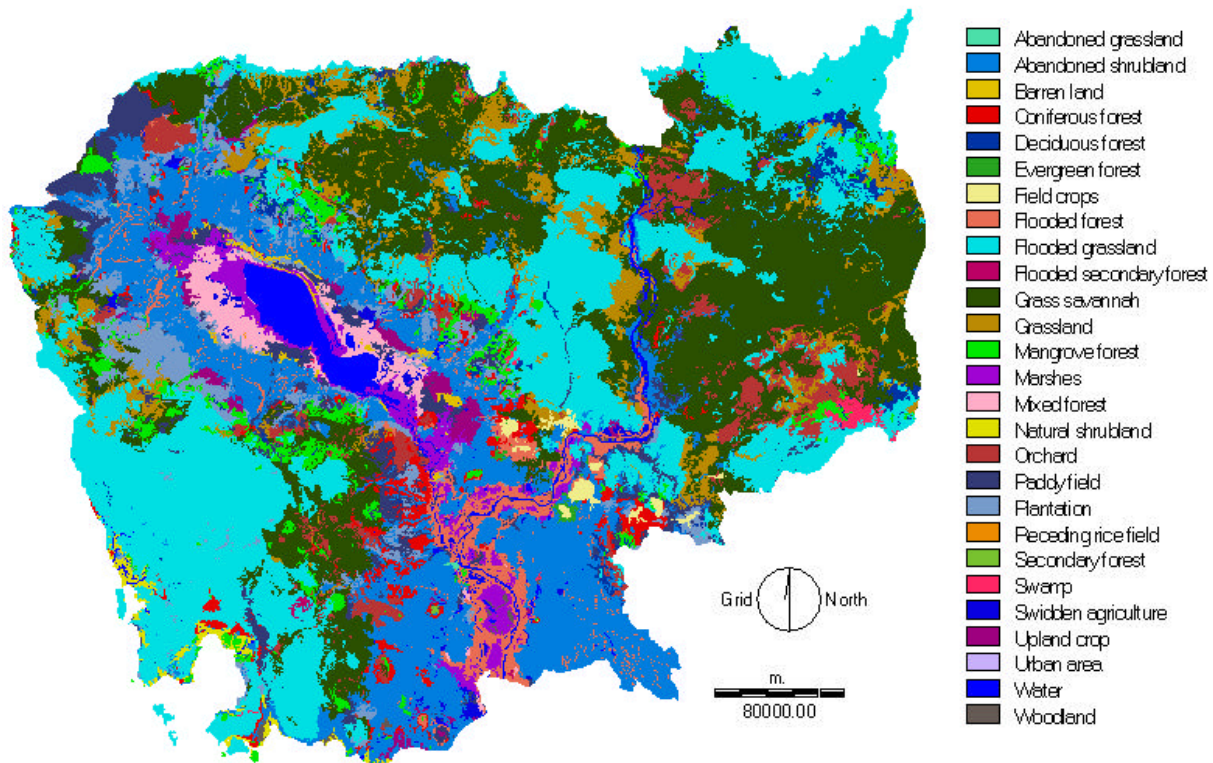 Abandoned grassland
Abandoned shrubland
Barren land
Coniferous forest
Deciduous forest
Evergreen forest
Field crops
Flooded forest
Flooded grassland
Flooded secondary forest
Grass savannah
Grassland
Mangrove forest
Marshes
Mixed forest
Natural shrubland
Orchard
Paddy field
Plantation
Receding rice field
Secondary forest
Swamp
Swidden agriculture
Upland crop
Urban area
Water
Woodland
Grid North
m.
80000.00